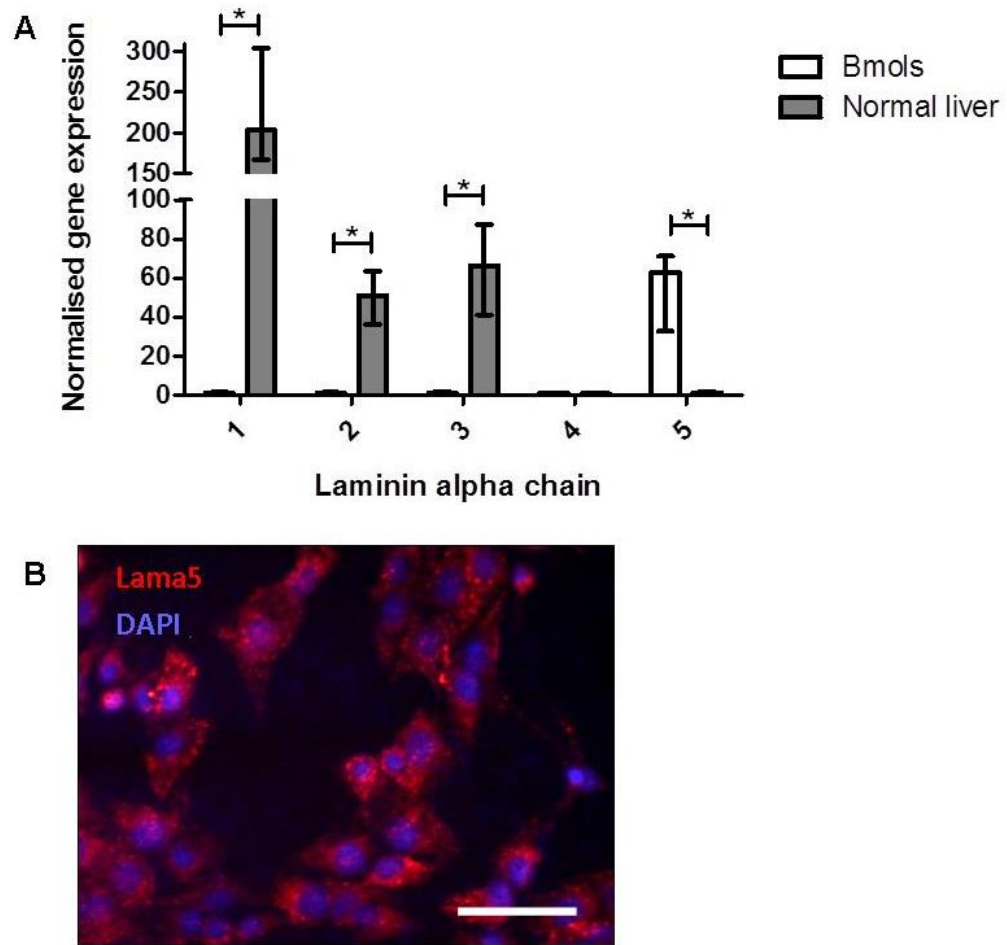 A
Normalised gene expression
300
250
200
150
100
80
60
40
20
0
*
*
*
*
1
2
3
4
5
Laminin alpha chain
Bmols
Normal liver
B
Lama5
DAPI